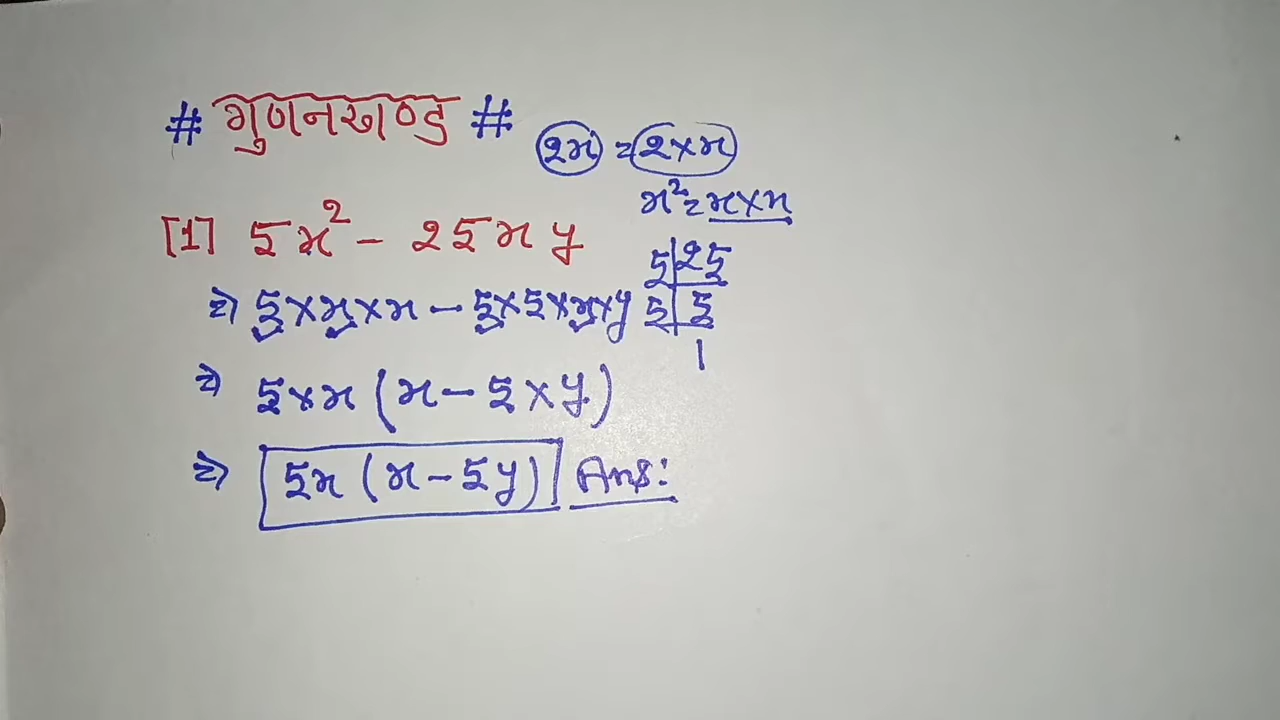 # गुणनखण्ड #
2x = 2×x
x² = x×x
[1] 5x² - 25xy
5|25
⇒ 5×x×x - 5×5×x×y
5|5
1
⇒ 5×x (x - 5×y)
⇒ 5x (x - 5y) Ans: